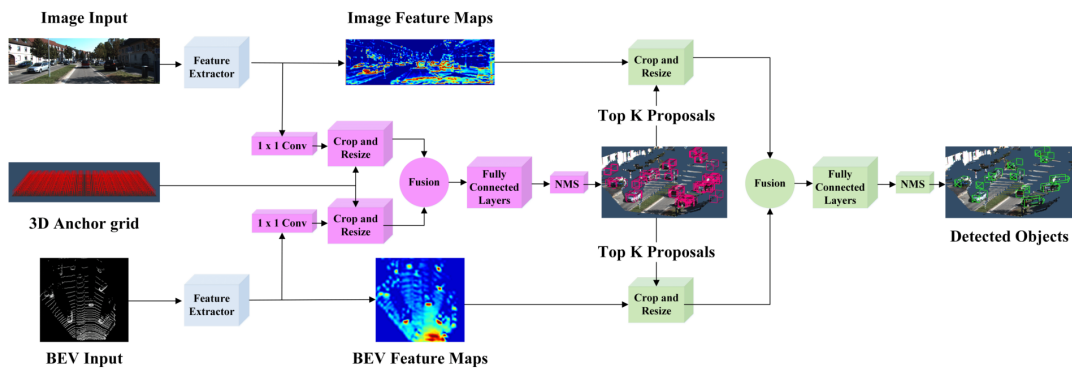 Image Input
Image Feature Maps
Feature
Extractor
Crop and
Resize
Top K Proposals
1 x 1 Conv
Crop and
Resize
Fusion
Fully
Connected
Layers
NMS
Fusion
Fully
Connected
Layers
NMS
3D Anchor grid
1 x 1 Conv
Crop and
Resize
Detected Objects
Top K Proposals
Feature
Extractor
Crop and
Resize
BEV Input
BEV Feature Maps